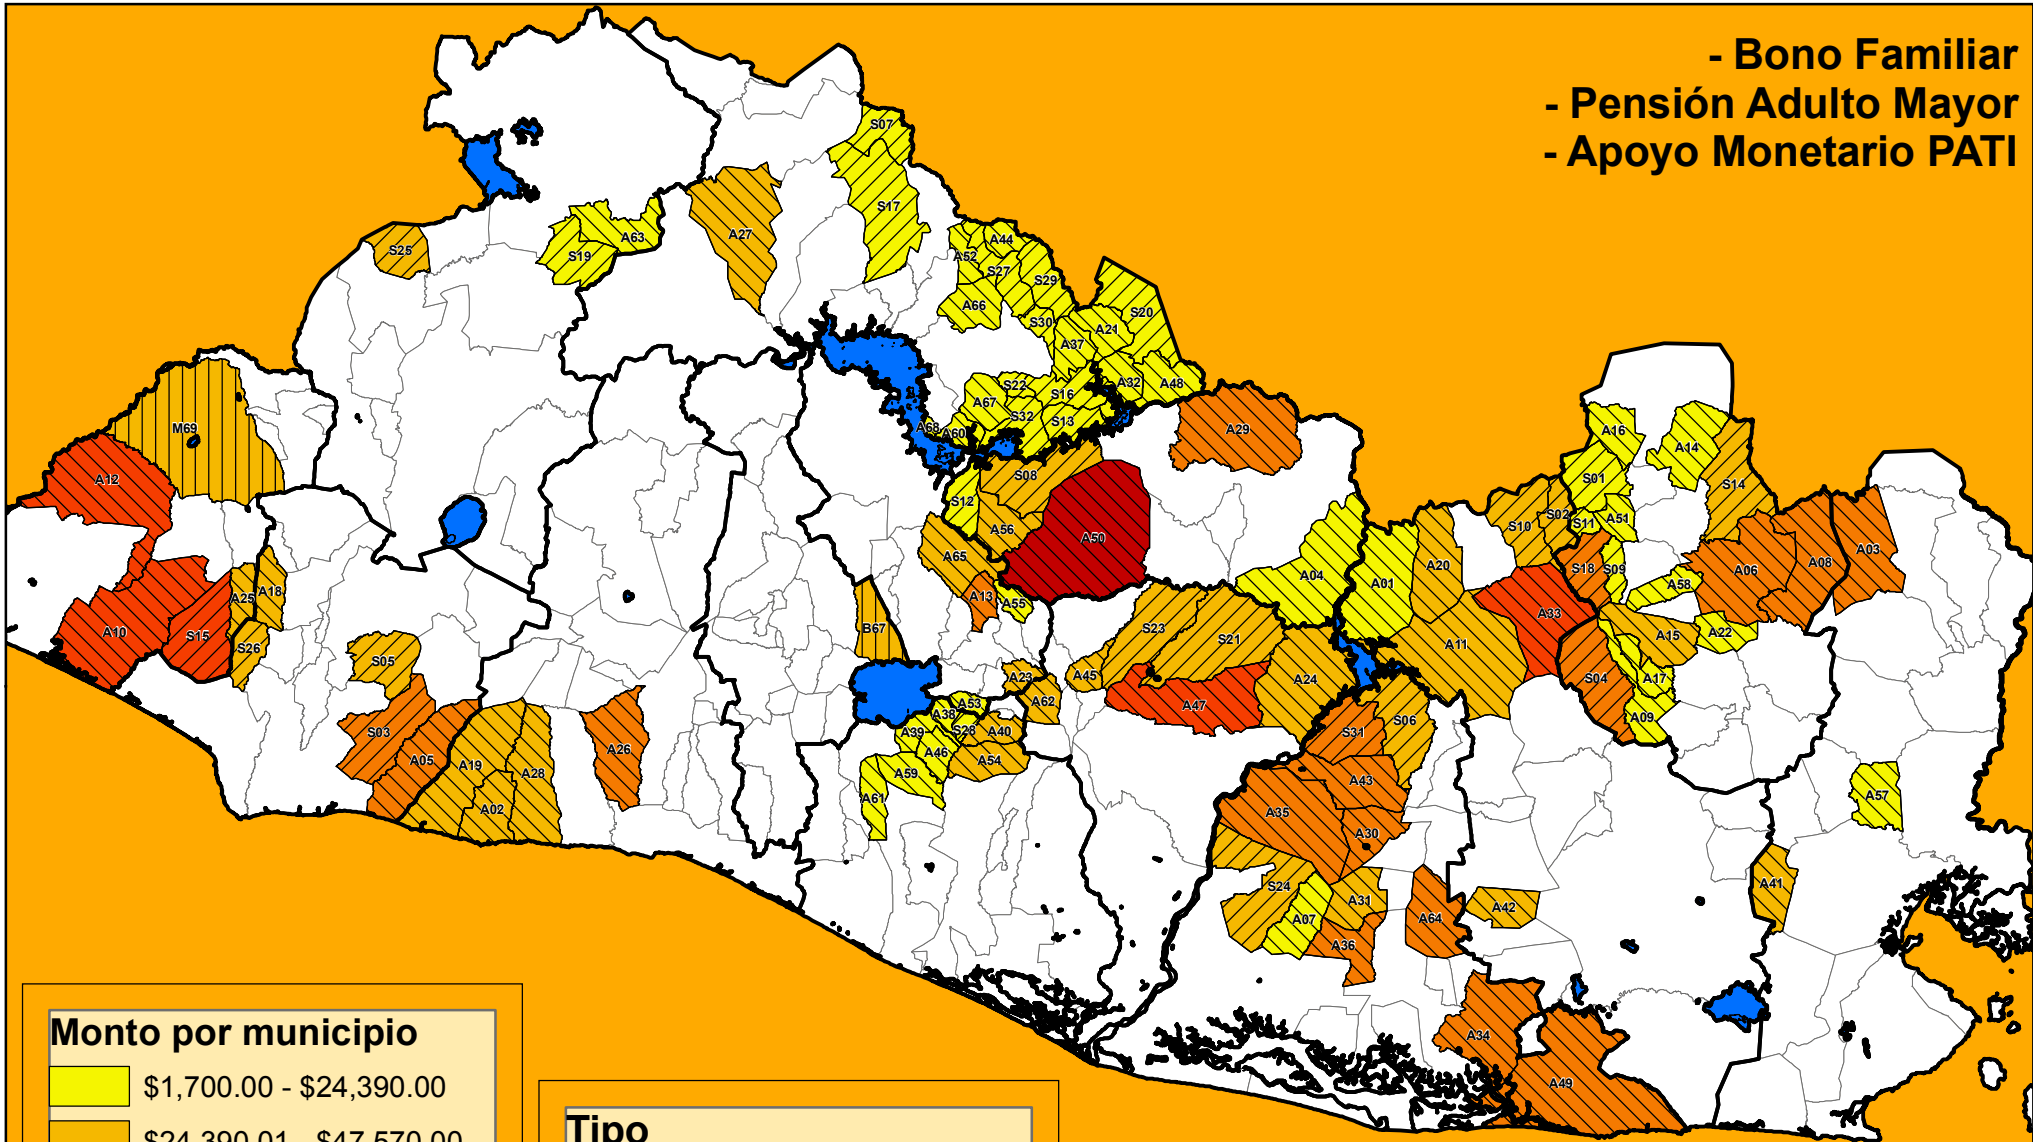 - Bono Familiar
- Pensión Adulto Mayor
- Apoyo Monetario PATI
S07
S17
A27
A63
S19
S25
A44
A52
S27
S29
A66
S30
S20
A21
A37
A32
A48
S22
S16
A67
S32
S13
A68
A60
A29
M69
A12
S08
S12
A56
A50
A65
A13
A55
A04
A01
A20
S10
S02
A16
A14
S01
S14
S11
A51
S18
S09
A58
A06
A08
A03
A33
A11
A15
A22
S04
A17
A09
A10
S15
A25
A18
S26
S05
S03
A05
A19
A02
A28
A26
B67
S23
S21
A45
A47
A24
A23
A62
A53
A38
A39
S28
A40
A46
A54
A59
A61
S31
S06
A43
A35
A30
S24
A07
A31
A36
A64
A42
A41
A57
A34
A49
Monto por municipio
$1,700.00 - $24,390.00
$24,390.01 - $47,570.00
Tipo